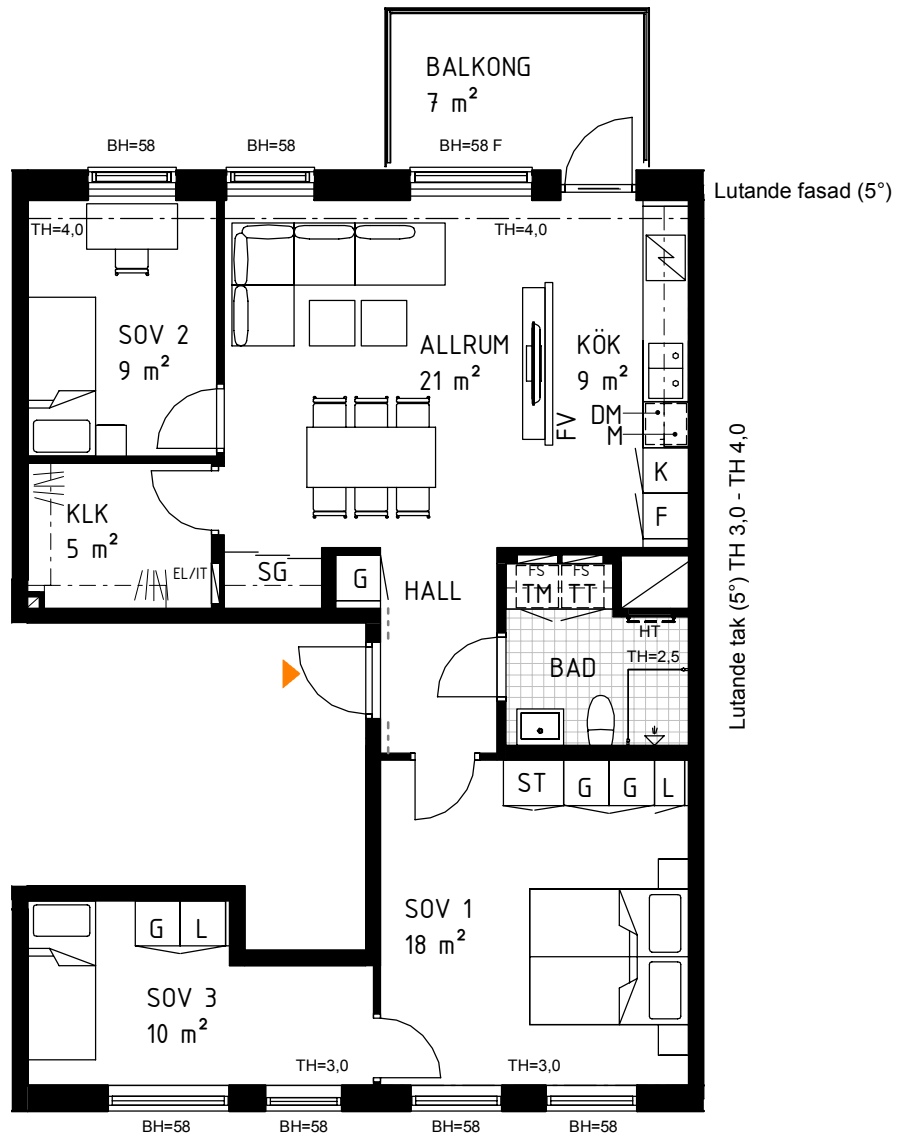 BALKONG
7 m²
BH=58
BH=58
BH=58 F
Lutande fasad (5°)
TH=4,0
TH=4,0
SOV 2
9 m²
ALLRUM
21 m²
KÖK
9 m²
FV
DM
M
K
F
KLK
5 m²
EL/IT
SG
G
HALL
FS
FS
TM
TT
HT
TH=2,5
BAD
Lutande tak (5°) TH 3,0 - TH 4,0
ST
G
G
L
SOV 1
18 m²
G
L
SOV 3
10 m²
TH=3,0
TH=3,0
BH=58
BH=58
BH=58
BH=58